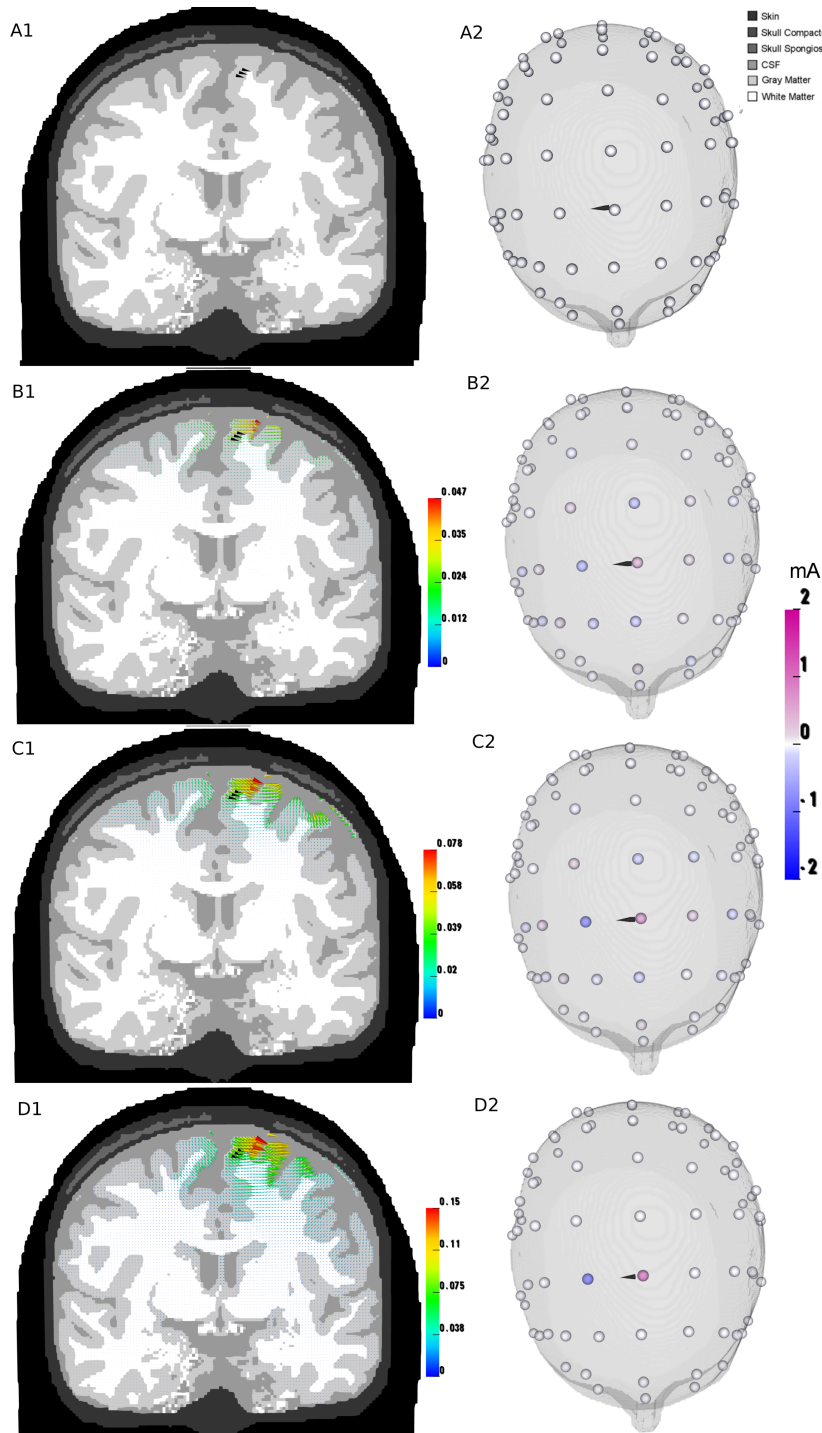 A1
A2
Skin
Skull Compact
Skull Spongios
CSF
Gray Matter
White Matter
B1
B2
0.047
0.035
0.024
0.012
0
mA
2
1
0
-1
-2
C1
C2
0.078
0.058
0.039
0.02
0
D1
D2
0.15
0.11
0.075
0.038
0